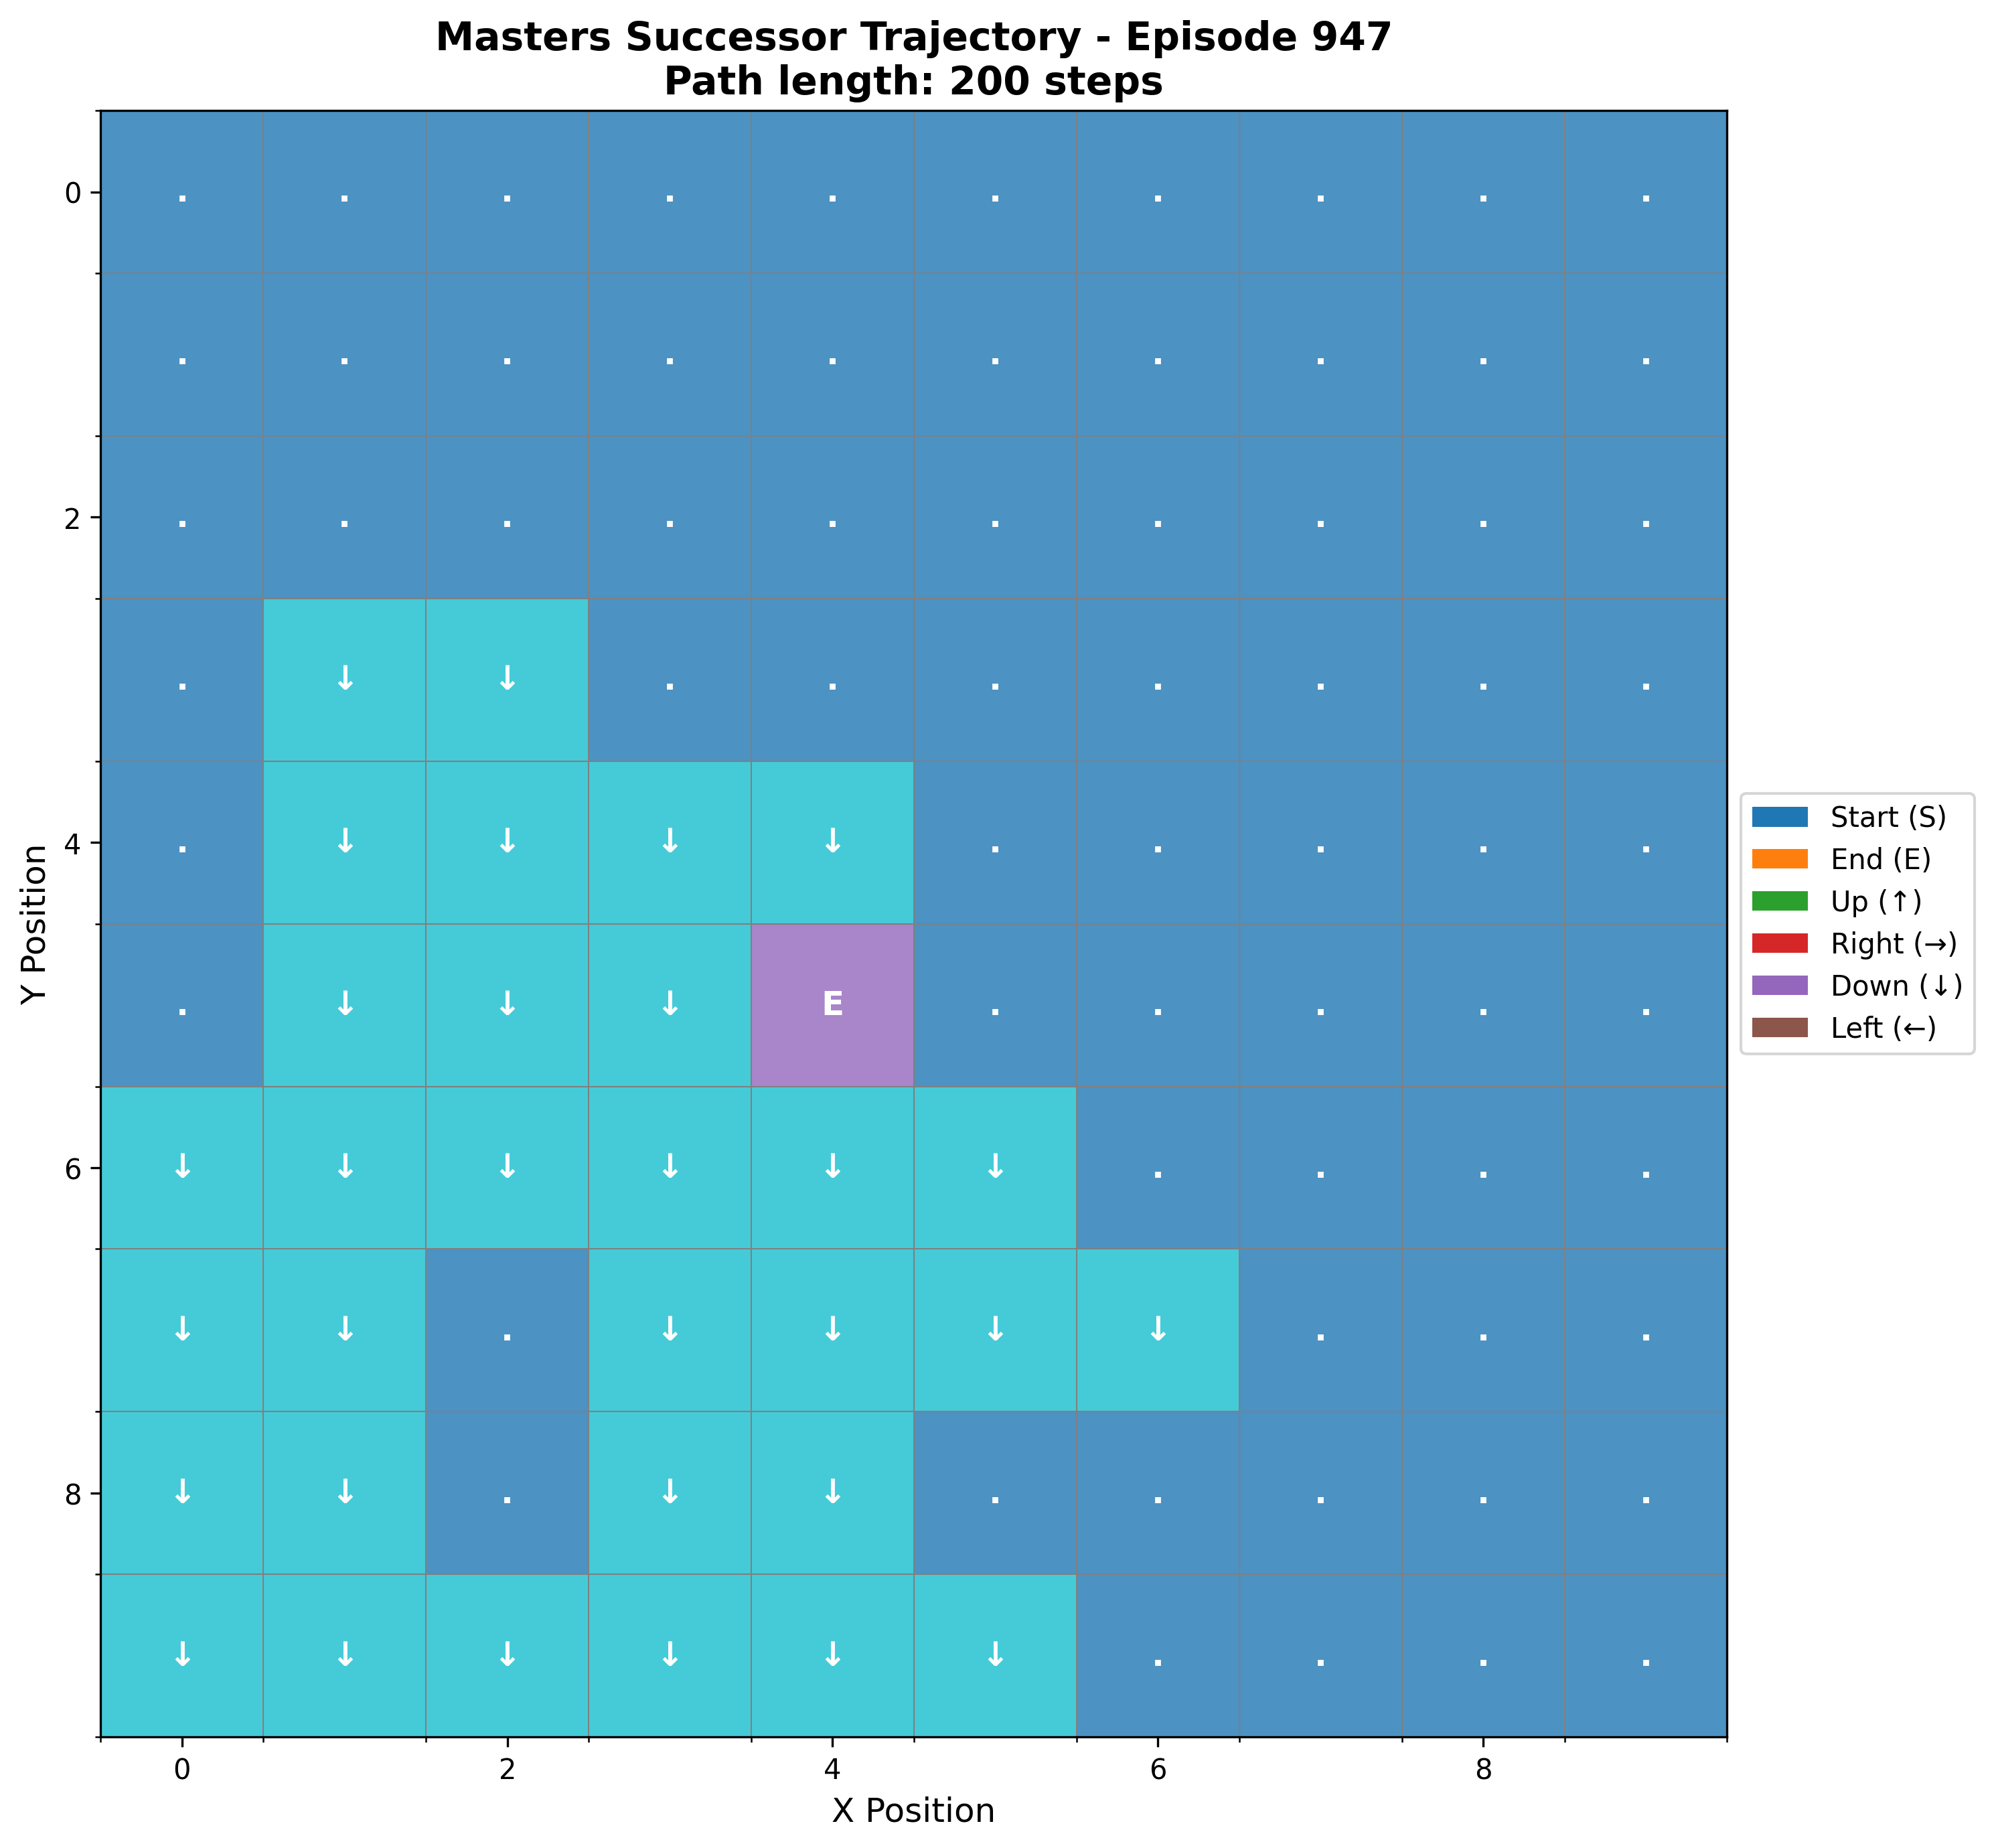 Masters Successor Trajectory - Episode 947
Path length: 200 steps
0 . . . . . . . . . .
. . . . . . . . . .
2 . . . . . . . . . .
. ↓ ↓ . . . . . . .
4 . ↓ ↓ ↓ ↓ . . . . .
. ↓ ↓ ↓ E . . . . .
6 ↓ ↓ ↓ ↓ ↓ ↓ . . . .
↓ ↓ . ↓ ↓ ↓ ↓ . . .
8 ↓ ↓ . ↓ ↓ . . . . .
↓ ↓ ↓ ↓ ↓ ↓ . . . .
0 2 4 6 8
X Position
Y Position
Start (S)
End (E)
Up (↑)
Right (→)
Down (↓)
Left (←)